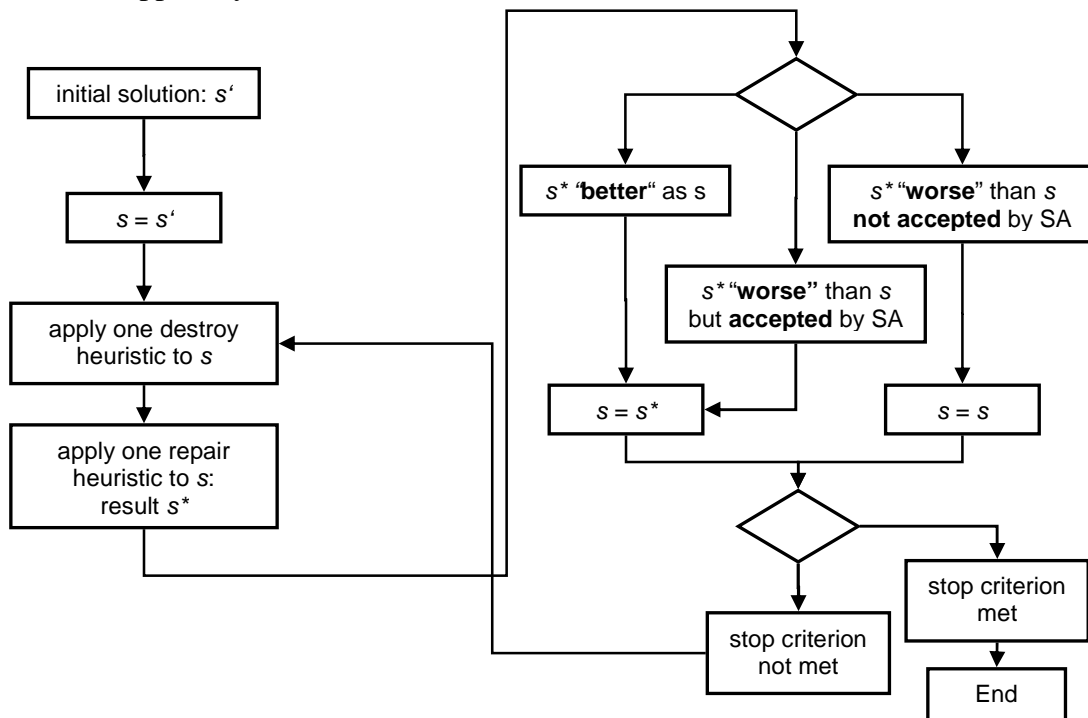 initial solution: s‘
s = s‘
apply one destroy
heuristic to s
apply one repair
heuristic to s:
result s*
s* “better“ as s
s* “worse” than s
not accepted by SA
s* “worse” than s
but accepted by SA
s = s*
s = s
stop criterion
not met
stop criterion
met
End